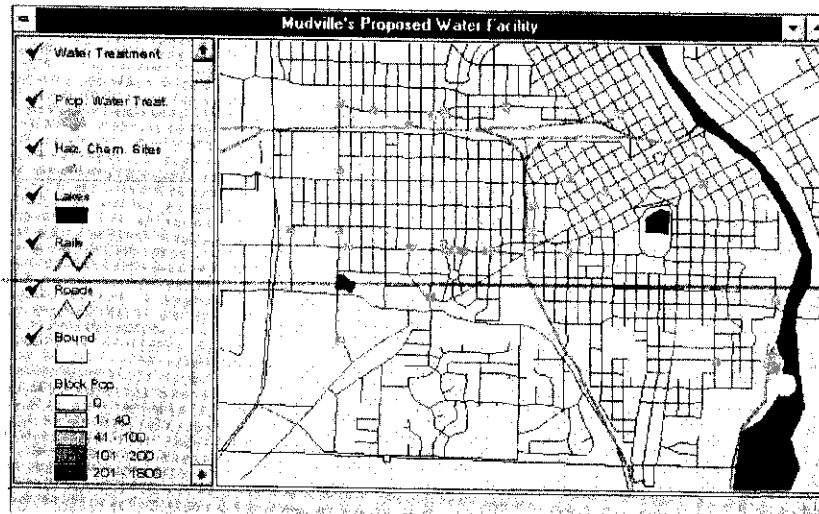 Mudville's Proposed Water Facility
Water Treatment
Prop. Water Treat.
Haz. Chem. Sites
Lakes
Rails
Roads
Bound
Block Pop.
0
1 - 40
41 - 100
101 - 200
201 - 1800